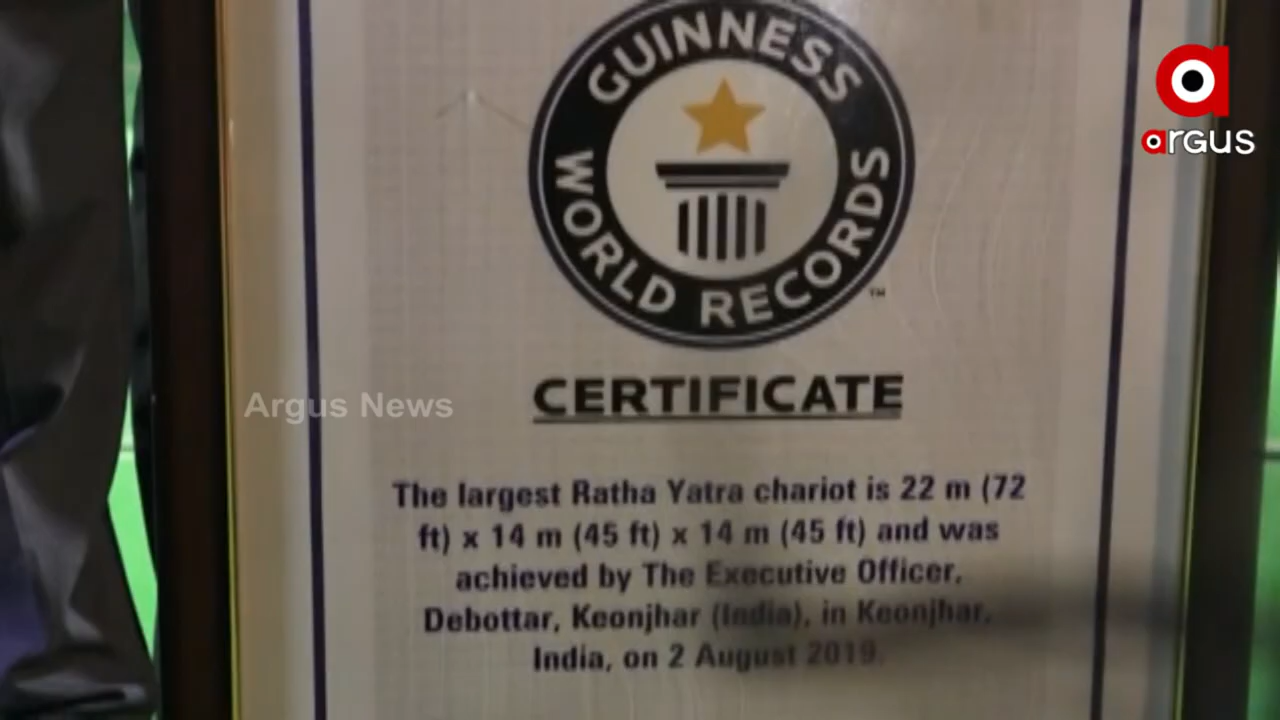 GUINNESS
WORLD RECORDS
™
CERTIFICATE
The largest Ratha Yatra chariot is 22 m (72
ft) x 14 m (45 ft) x 14 m (45 ft) and was
achieved by The Executive Officer,
Debottar, Keonjhar (India), in Keonjhar,
India, on 2 August 2019.
argus
Argus News